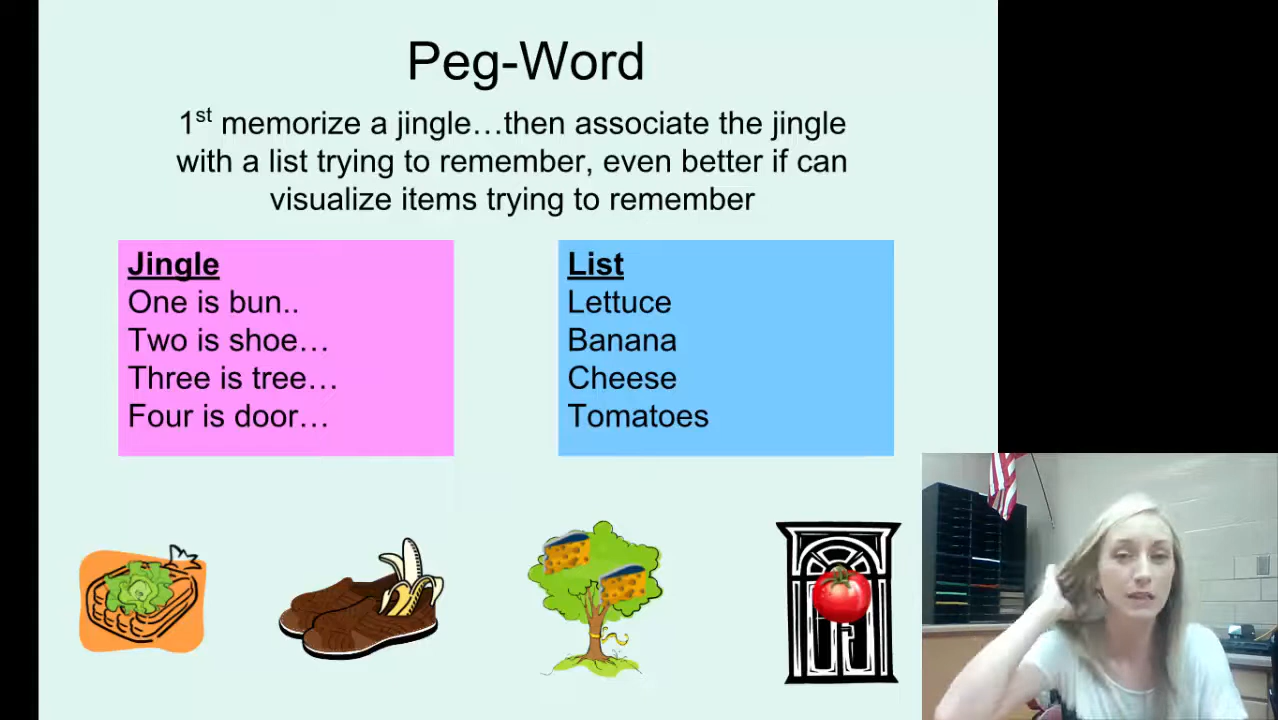 Peg-Word
1st memorize a jingle…then associate the jingle
with a list trying to remember, even better if can
visualize items trying to remember
Jingle
One is bun..
Two is shoe…
Three is tree…
Four is door…
List
Lettuce
Banana
Cheese
Tomatoes